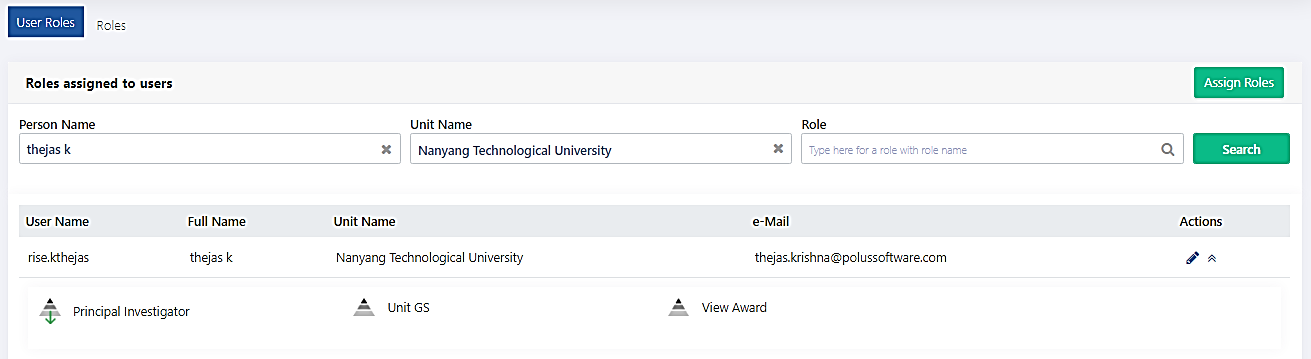 User Roles Roles
Roles assigned to users Assign Roles
Person Name Unit Name Role
thejas k Nanyang Technological University Type here for a role with role name Search
User Name Full Name Unit Name e-Mail Actions
rise.kthejas thejas k Nanyang Technological University thejas.krishna@polussoftware.com
Principal Investigator Unit GS View Award